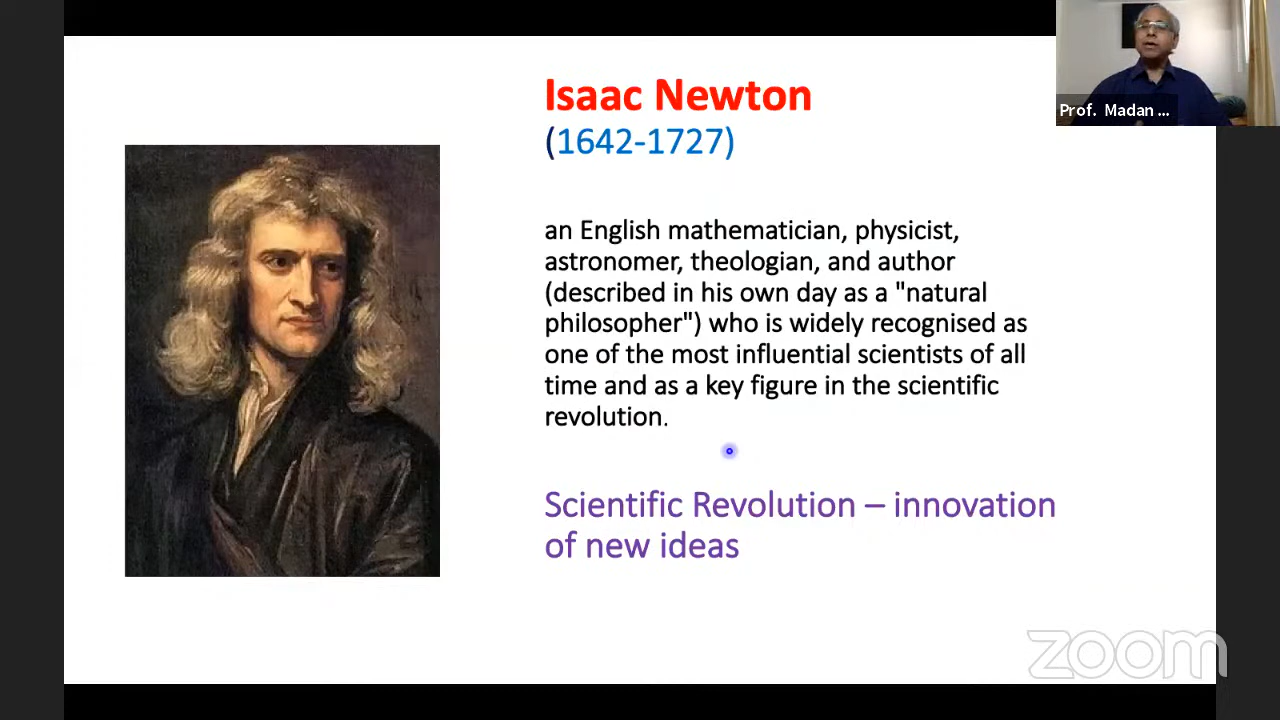 Isaac Newton
(1642-1727)
an English mathematician, physicist,
astronomer, theologian, and author
(described in his own day as a "natural
philosopher") who is widely recognised as
one of the most influential scientists of all
time and as a key figure in the scientific
revolution.
Scientific Revolution – innovation
of new ideas
Prof. Madan ...
zoom